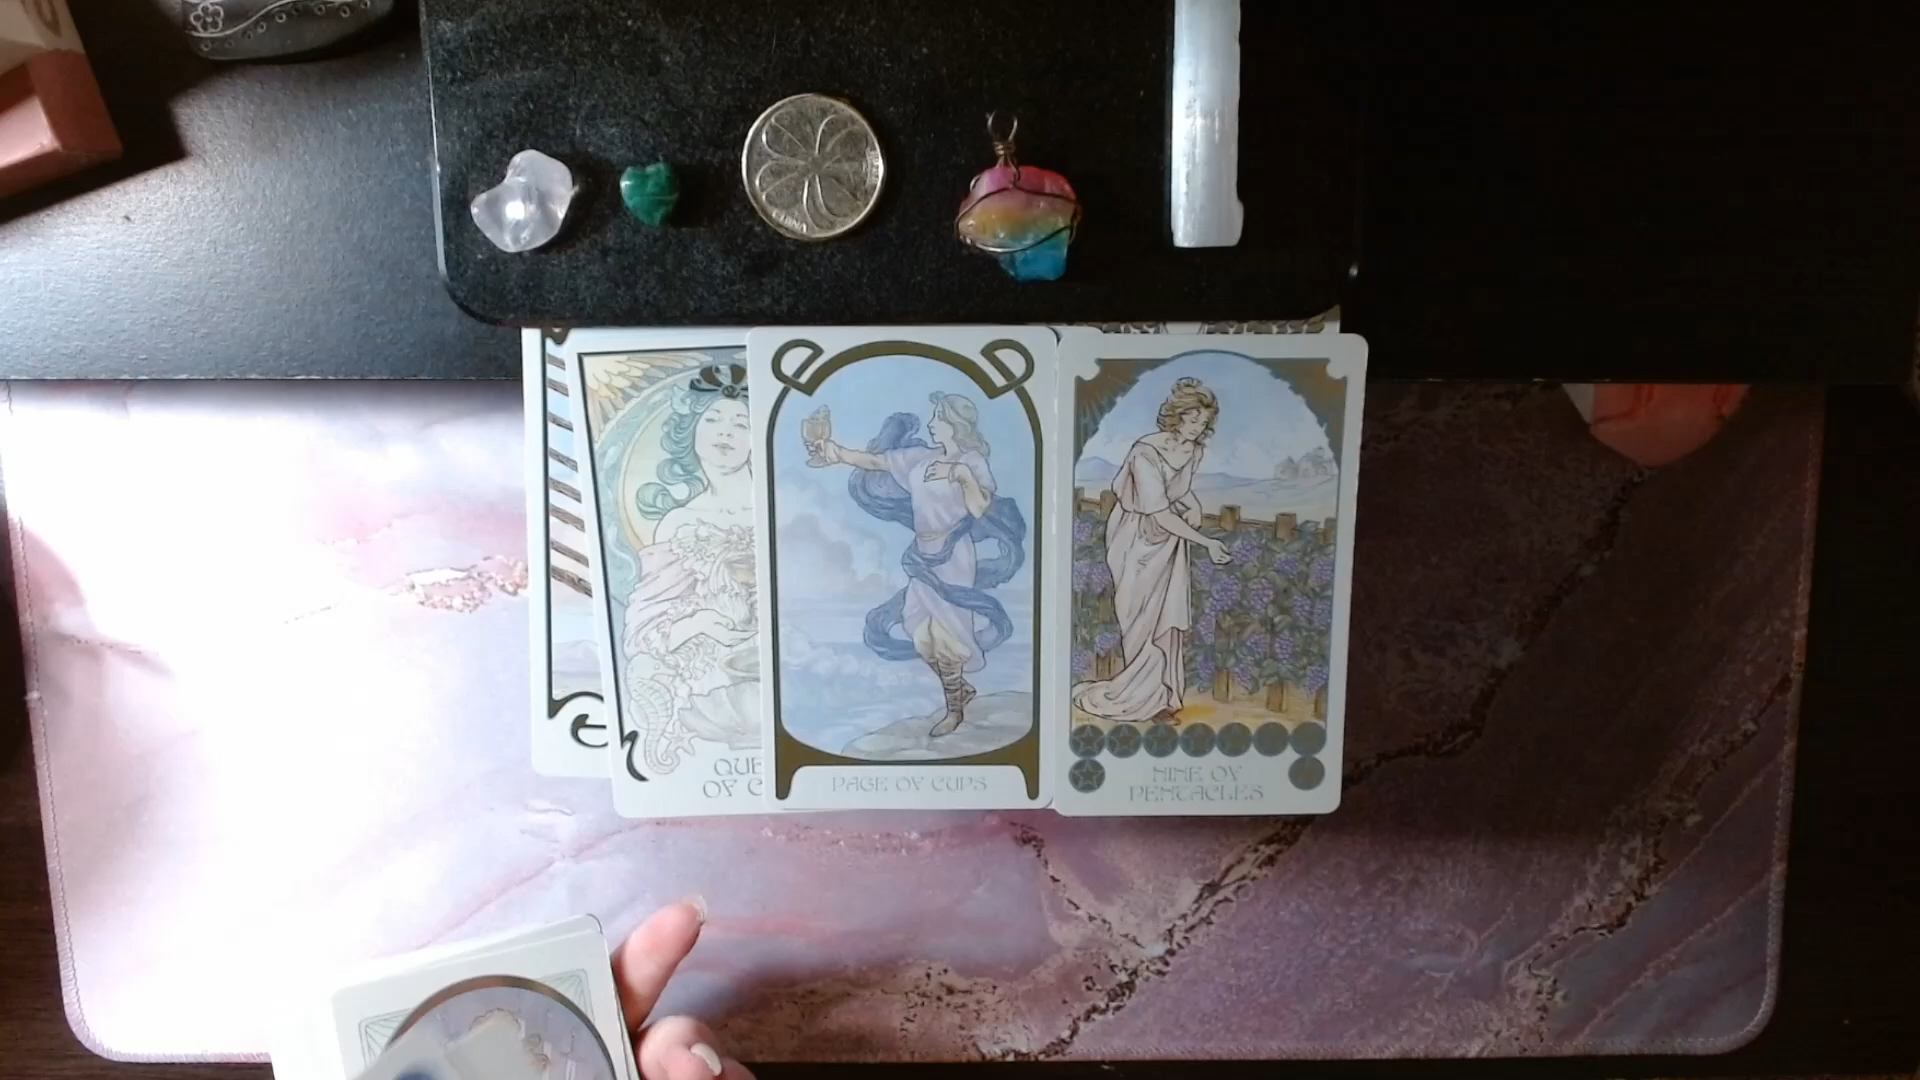 QUE
OF C
PAGE OF CUPS
NINE OF
PENTACLES